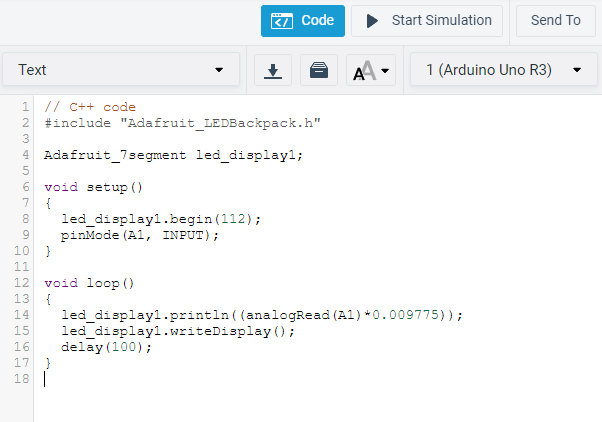 Code
Start Simulation
Send To
Text
AA
1 (Arduino Uno R3)
1 // C++ code
2 #include "Adafruit_LEDBackpack.h"
3
4 Adafruit_7segment led_display1;
5
6 void setup()
7 {
8   led_display1.begin(112);
9   pinMode(A1, INPUT);
10 }
11
12 void loop()
13 {
14   led_display1.println((analogRead(A1)*0.009775));
15   led_display1.writeDisplay();
16   delay(100);
17 }
18